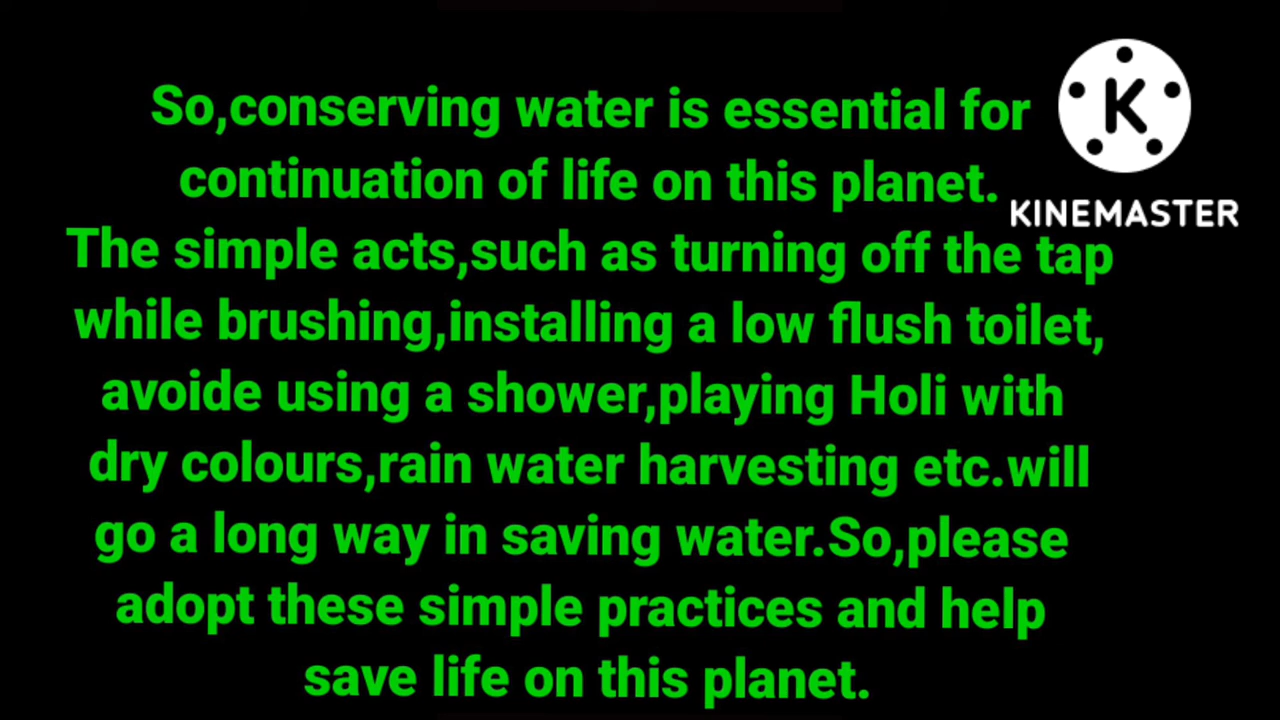 So,conserving water is essential for
continuation of life on this planet.
KINEMASTER
The simple acts,such as turning off the tap
while brushing,installing a low flush toilet,
avoide using a shower,playing Holi with
dry colours,rain water harvesting etc.will
go a long way in saving water.So,please
adopt these simple practices and help
save life on this planet.